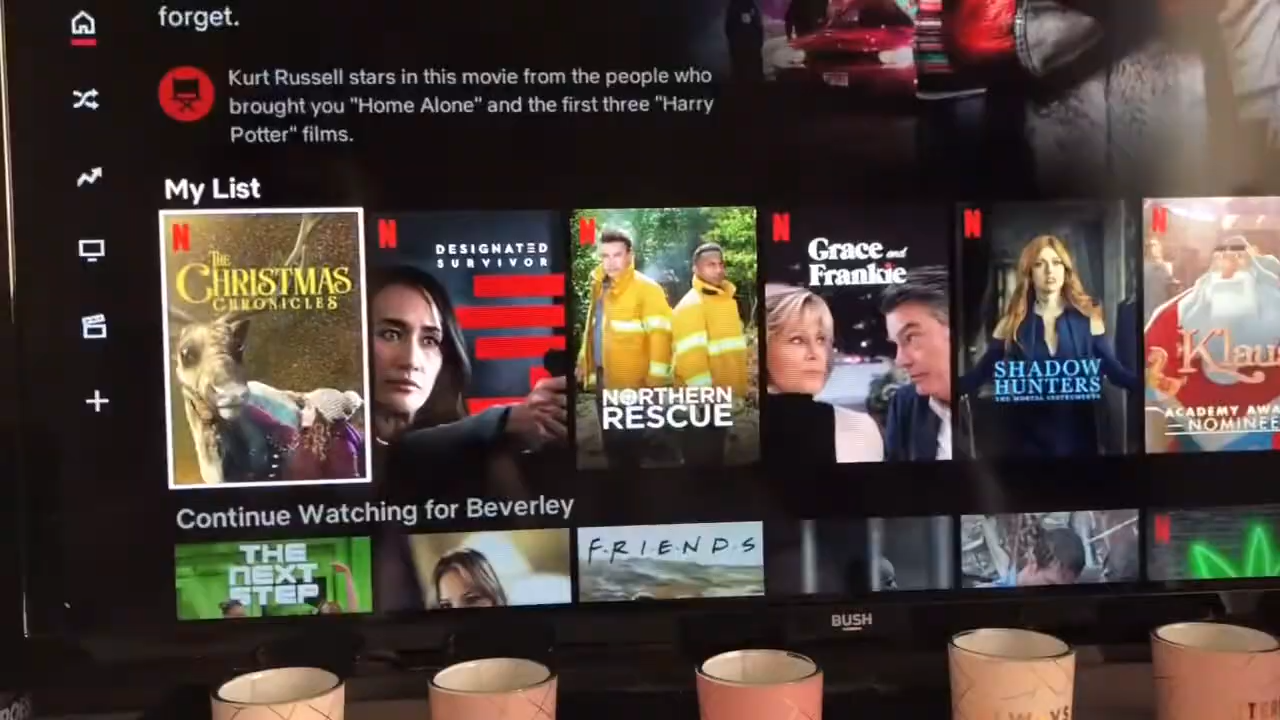 forget.
Kurt Russell stars in this movie from the people who
brought you "Home Alone" and the first three "Harry
Potter" films.
My List
N
THE
CHRISTMAS
CHRONICLES
N
DESIGNATED
SURVIVOR
N
NORTHERN
RESCUE
N
Grace and
Frankie
N
SHADOW
HUNTERS
THE MORTAL INSTRUMENTS
N
Klaus
ACADEMY AWA
NOMINEE
Continue Watching for Beverley
THE
NEXT
STEP
F·R·I·E·N·D·S
N
BUSH